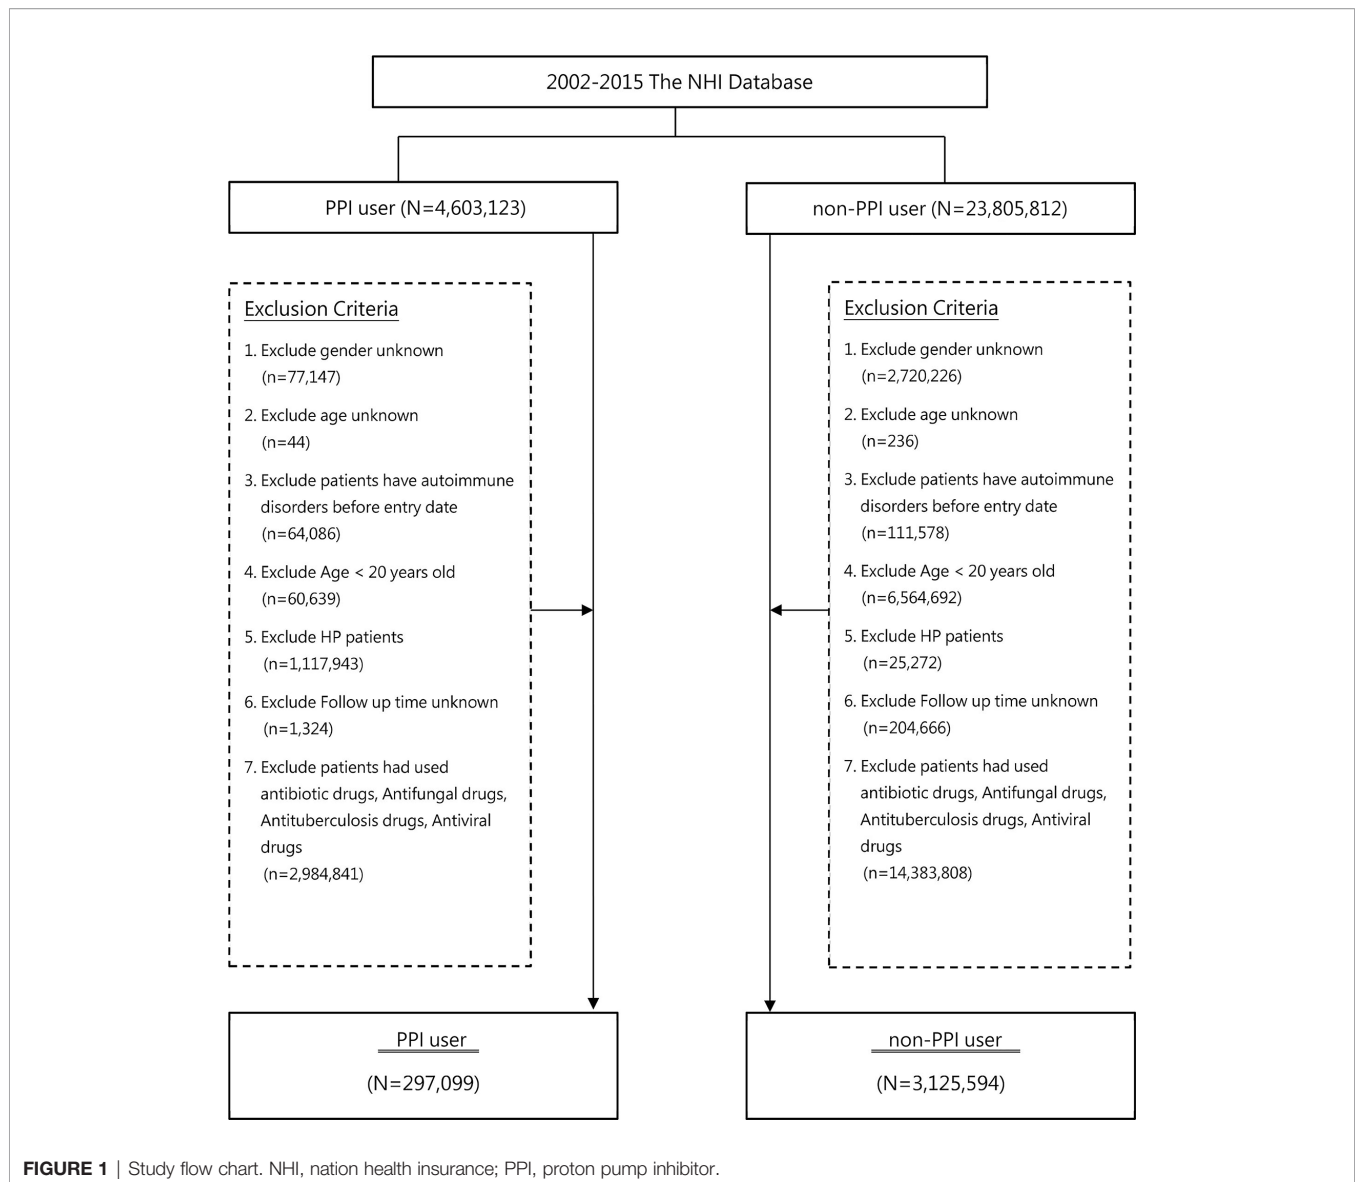 2002-2015 The NHI Database
PPI user (N=4,603,123)
non-PPI user (N=23,805,812)
Exclusion Criteria
1. Exclude gender unknown
(n=77,147)
2. Exclude age unknown
(n=44)
3. Exclude patients have autoimmune
disorders before entry date
(n=64,086)
4. Exclude Age < 20 years old
(n=60,639)
5. Exclude HP patients
(n=1,117,943)
6. Exclude Follow up time unknown
(n=1,324)
7. Exclude patients had used
antibiotic drugs, Antifungal drugs,
Antituberculosis drugs, Antiviral
drugs
(n=2,984,841)
Exclusion Criteria
1. Exclude gender unknown
(n=2,720,226)
2. Exclude age unknown
(n=236)
3. Exclude patients have autoimmune
disorders before entry date
(n=111,578)
4. Exclude Age < 20 years old
(n=6,564,692)
5. Exclude HP patients
(n=25,272)
6. Exclude Follow up time unknown
(n=204,666)
7. Exclude patients had used
antibiotic drugs, Antifungal drugs,
Antituberculosis drugs, Antiviral
drugs
(n=14,383,808)
PPI user
(N=297,099)
non-PPI user
(N=3,125,594)
FIGURE 1 | Study flow chart. NHI, nation health insurance; PPI, proton pump inhibitor.